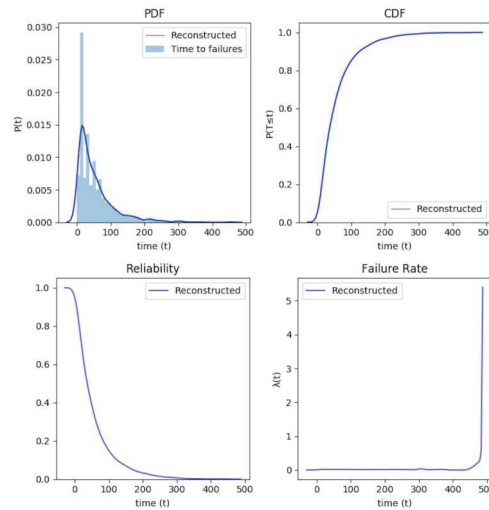 PDF
0.030
0.025
0.020
0.015
0.010
0.005
0.000
P(t)
Reconstructed
Time to failures
0 100 200 300 400 500
time (t)
CDF
1.0
0.8
0.6
0.4
0.2
0.0
P(T≤t)
Reconstructed
0 100 200 300 400 500
time (t)
Reliability
1.0
0.8
0.6
0.4
0.2
0.0
Reconstructed
0 100 200 300 400 500
time (t)
Failure Rate
5
4
3
2
1
0
λ(t)
Reconstructed
0 100 200 300 400 500
time (t)